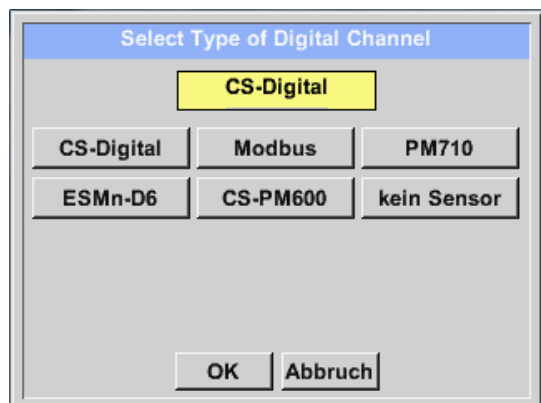 Select Type of Digital Channel
CS-Digital
CS-Digital Modbus PM710
ESMn-D6 CS-PM600 kein Sensor
OK Abbruch